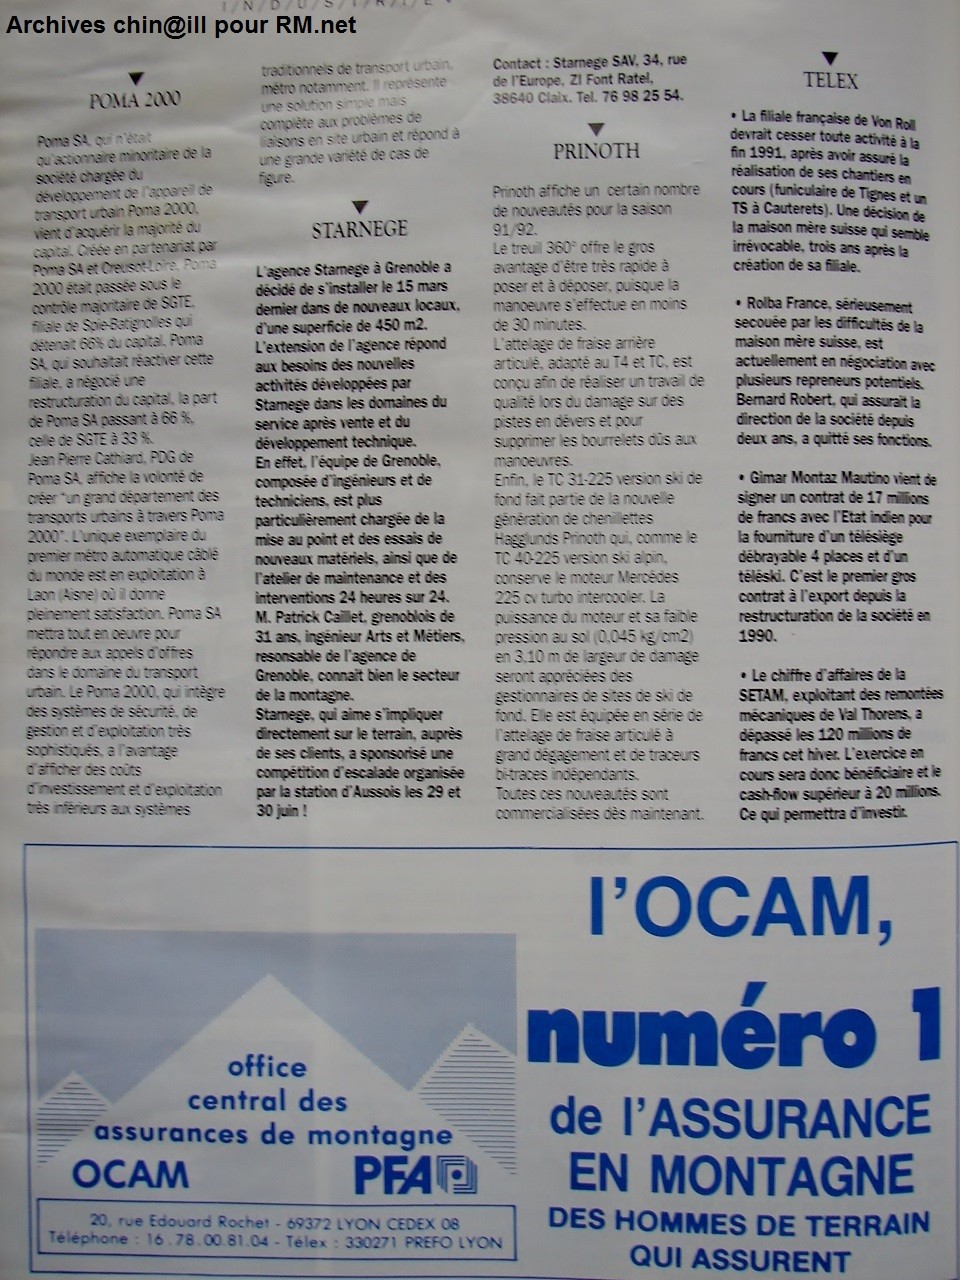 I/N/D/U/S/T/R/I/E
Archives chin@ill pour RM.net
POMA 2000
Poma SA, qui n'était
qu'actionnaire minoritaire de la
société chargée du
développement de l'appareil de
transport urbain Poma 2000,
vient d'acquérir la majorité du
capital. Créée en partenariat par
Poma SA et Creusot-Loire, Poma
2000 était passée sous le
contrôle majoritaire de SGTE,
filiale de Spie-Batignolles qui
détenait 66% du capital. Poma
SA, qui souhaitait réactiver cette
filiale, a négocié une
restructuration du capital, la part
de Poma SA passant à 66 %,
celle de SGTE à 33 %.
Jean Pierre Cathiard, PDG de
Poma SA, affiche la volonté de
créer "un grand département des
transports urbains à travers Poma
2000". L'unique exemplaire du
premier métro automatique câblé
du monde est en exploitation à
Laon (Aisne) où il donne
pleinement satisfaction. Poma SA
mettra tout en oeuvre pour
répondre aux appels d'offres
dans le domaine du transport
urbain. Le Poma 2000, qui intègre
des systèmes de sécurité, de
gestion et d'exploitation très
sophistiqués, a l'avantage
d'afficher des coûts
d'investissement et d'exploitation
très inférieurs aux systèmes
traditionnels de transport urbain,
métro notamment. Il représente
une solution simple mais
complète aux problèmes de
liaisons en site urbain et répond à
une grande variété de cas de
figure.
STARNEGE
L'agence Starnege à Grenoble a
décidé de s'installer le 15 mars
dernier dans de nouveaux locaux,
d'une superficie de 450 m2.
L'extension de l'agence répond
aux besoins des nouvelles
activités développées par
Starnege dans les domaines du
service après vente et du
développement technique.
En effet, l'équipe de Grenoble,
composée d'ingénieurs et de
techniciens, est plus
particulièrement chargée de la
mise au point et des essais de
nouveaux matériels, ainsi que de
l'atelier de maintenance et des
interventions 24 heures sur 24.
M. Patrick Caillet, grenoblois de
31 ans, ingénieur Arts et Métiers,
resonsable de l'agence de
Grenoble, connait bien le secteur
de la montagne.
Starnege, qui aime s'impliquer
directement sur le terrain, auprès
de ses clients, a sponsorisé une
compétition d'escalade organisée
par la station d'Aussois les 29 et
30 juin !
Contact : Starnege SAV, 34, rue
de l'Europe, ZI Font Ratel,
38640 Claix. Tel. 76 98 25 54.
PRINOTH
Prinoth affiche un certain nombre
de nouveautés pour la saison
91/92.
Le treuil 360° offre le gros
avantage d'être très rapide à
poser et à déposer, puisque la
manoeuvre s'effectue en moins
de 30 minutes.
L'attelage de fraise arrière
articulé, adapté au T4 et TC, est
conçu afin de réaliser un travail de
qualité lors du damage sur des
pistes en dévers et pour
supprimer les bourrelets dûs aux
manoeuvres.
Enfin, le TC 31-225 version ski de
fond fait partie de la nouvelle
génération de chenillettes
Hagglunds Prinoth qui, comme le
TC 40-225 version ski alpin,
conserve le moteur Mercédes
225 cv turbo intercooler. La
puissance du moteur et sa faible
pression au sol (0.045 kg/cm2)
en 3,10 m de largeur de damage
seront appréciées des
gestionnaires de sites de ski de
fond. Elle est équipée en série de
l'attelage de fraise articulé à
grand dégagement et de traceurs
bi-traces indépendants.
Toutes ces nouveautés sont
commercialisées dès maintenant.
TELEX
• La filiale française de Von Roll
devrait cesser toute activité à la
fin 1991, après avoir assuré la
réalisation de ses chantiers en
cours (funiculaire de Tignes et un
TS à Cauterets). Une décision de
la maison mère suisse qui semble
irrévocable, trois ans après la
création de sa filiale.
• Rolba France, sérieusement
secouée par les difficultés de la
maison mère suisse, est
actuellement en négociation avec
plusieurs repreneurs potentiels.
Bernard Robert, qui assurait la
direction de la société depuis
deux ans, a quitté ses fonctions.
• Gimar Montaz Mautino vient de
signer un contrat de 17 millions
de francs avec l'Etat indien pour
la fourniture d'un télésiège
débrayable 4 places et d'un
téléski. C'est le premier gros
contrat à l'export depuis la
restructuration de la société en
1990.
• Le chiffre d'affaires de la
SETAM, exploitant des remontées
mécaniques de Val Thorens, a
dépassé les 120 millions de
francs cet hiver. L'exercice en
cours sera donc bénéficiaire et le
cash-flow supérieur à 20 millions.
Ce qui permettra d'investir.
office
central des
assurances de montagne
OCAM PFA
20, rue Edouard Rochet - 69372 LYON CEDEX 08
Téléphone : 16.78.00.81.04 - Télex : 330271 PREFO LYON
l'OCAM,
numéro 1
de l'ASSURANCE
EN MONTAGNE
DES HOMMES DE TERRAIN
QUI ASSURENT